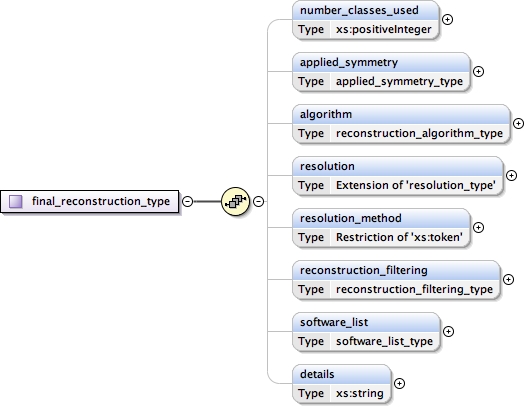 number_classes_used
Type xs:positiveInteger
applied_symmetry
Type applied_symmetry_type
algorithm
Type reconstruction_algorithm_type
resolution
Type Extension of 'resolution_type'
final_reconstruction_type
resolution_method
Type Restriction of 'xs:token'
reconstruction_filtering
Type reconstruction_filtering_type
software_list
Type software_list_type
details
Type xs:string